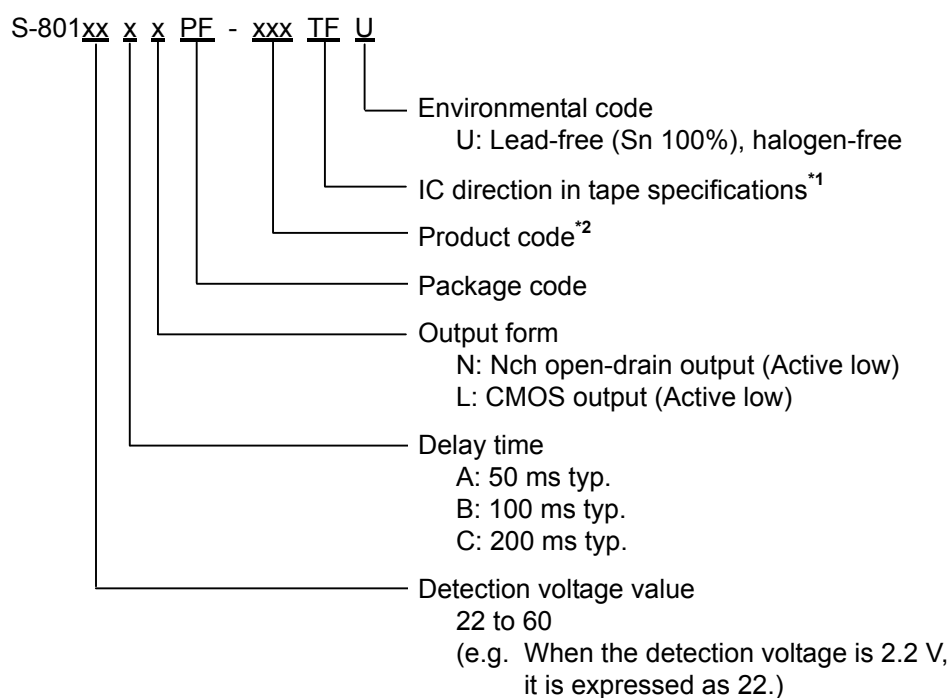 S-801xx x x PF - xxx TF U
Environmental code
U: Lead-free (Sn 100%), halogen-free
IC direction in tape specifications*1
Product code*2
Package code
Output form
N: Nch open-drain output (Active low)
L: CMOS output (Active low)
Delay time
A: 50 ms typ.
B: 100 ms typ.
C: 200 ms typ.
Detection voltage value
22 to 60
(e.g. When the detection voltage is 2.2 V,
it is expressed as 22.)